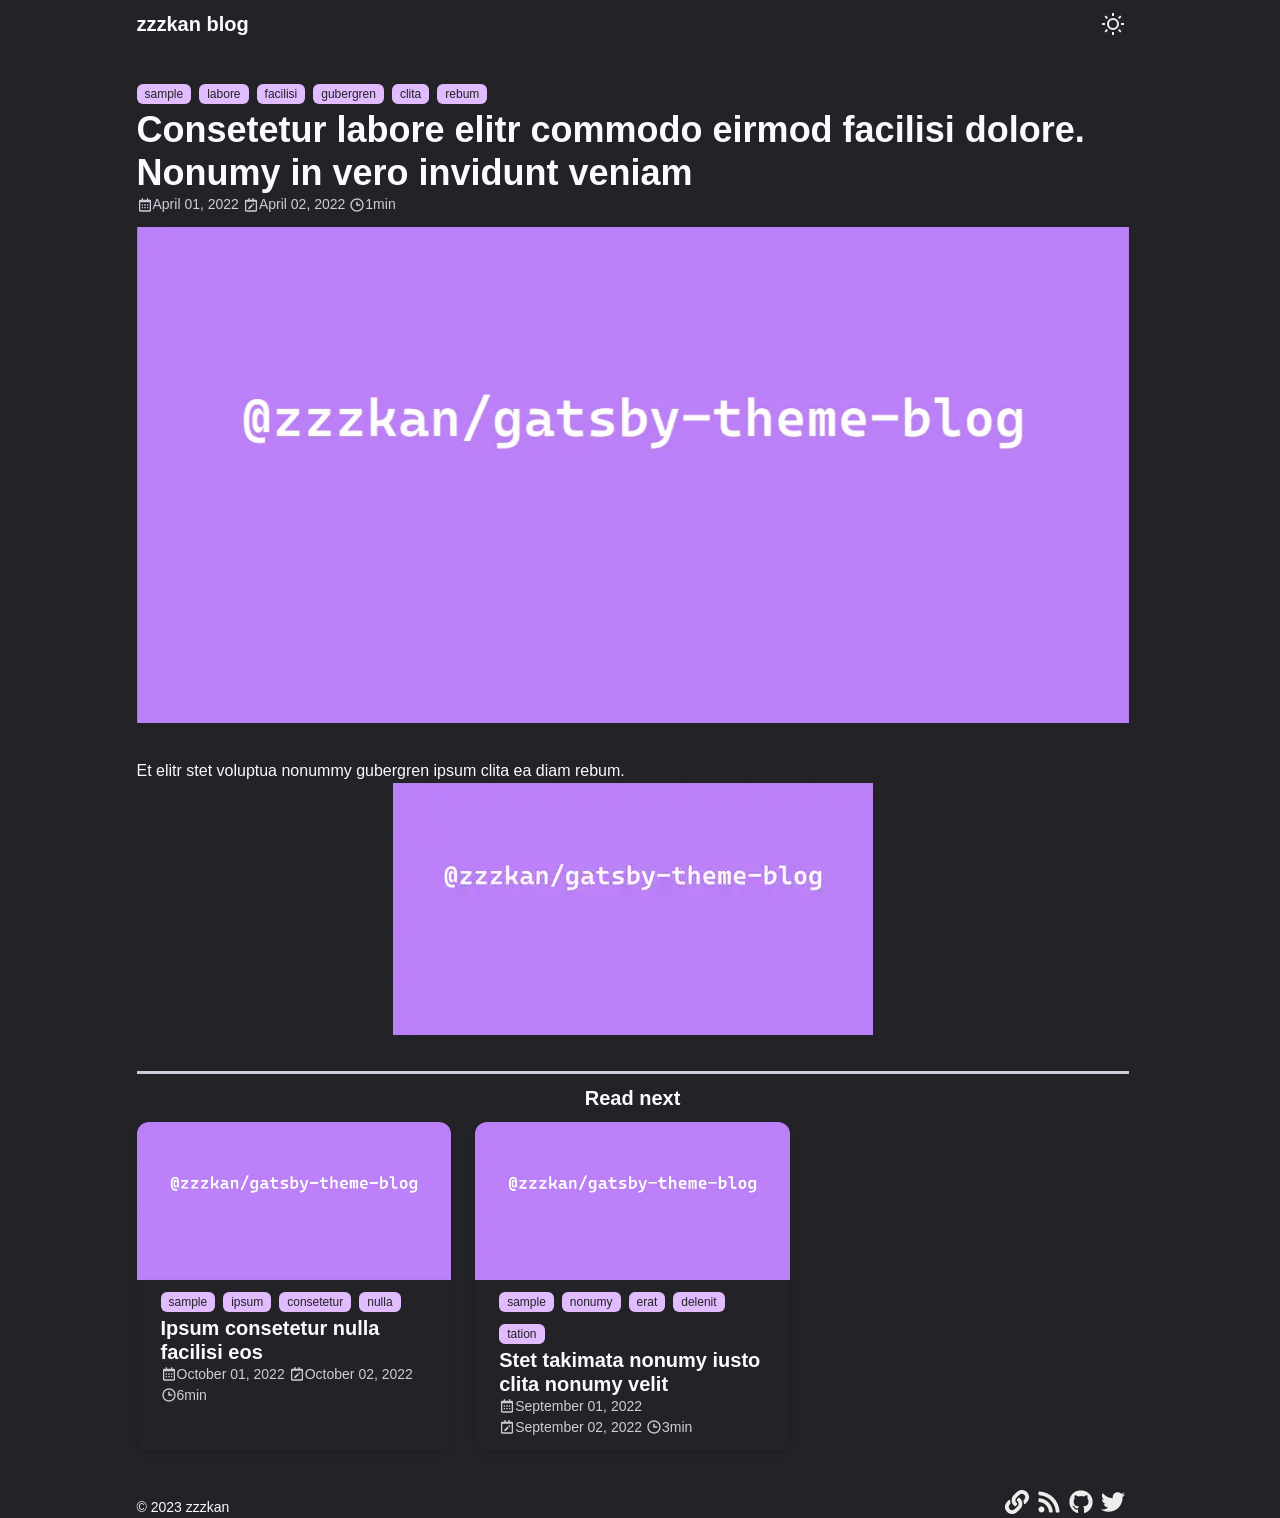 zzzkan blog
sample labore facilisi gubergren clita rebum
Consetetur labore elitr commodo eirmod facilisi dolore.
Nonumy in vero invidunt veniam
April 01, 2022 April 02, 2022 1min
@zzzkan/gatsby-theme-blog
Et elitr stet voluptua nonummy gubergren ipsum clita ea diam rebum.
@zzzkan/gatsby-theme-blog
Read next
@zzzkan/gatsby-theme-blog
sample ipsum consetetur nulla
Ipsum consetetur nulla
facilisi eos
October 01, 2022 October 02, 2022
6min
@zzzkan/gatsby-theme-blog
sample nonumy erat delenit
tation
Stet takimata nonumy iusto
clita nonumy velit
September 01, 2022
September 02, 2022 3min
© 2023 zzzkan